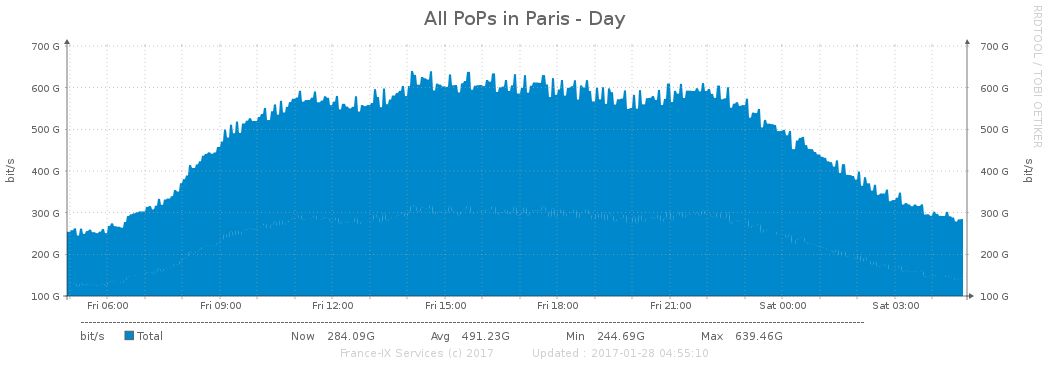 All PoPs in Paris - Day
RRDTOOL / TOBI OETIKER
bit/s
700 G
600 G
500 G
400 G
300 G
200 G
100 G
700 G
600 G
500 G
400 G
300 G
200 G
100 G
bit/s
Fri 06:00 Fri 09:00 Fri 12:00 Fri 15:00 Fri 18:00 Fri 21:00 Sat 00:00 Sat 03:00
bit/s Total Now 284.09G Avg 491.23G Min 244.69G Max 639.46G
France-IX Services (c) 2017 Updated : 2017-01-28 04:55:10